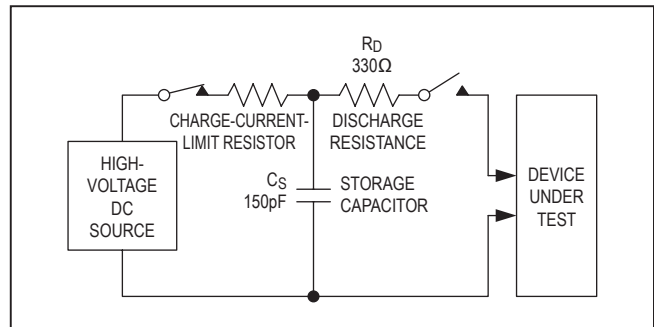 RD
330Ω
CHARGE-CURRENT-
LIMIT RESISTOR
DISCHARGE
RESISTANCE
HIGH-
VOLTAGE
DC
SOURCE
CS
150pF
STORAGE
CAPACITOR
DEVICE
UNDER
TEST